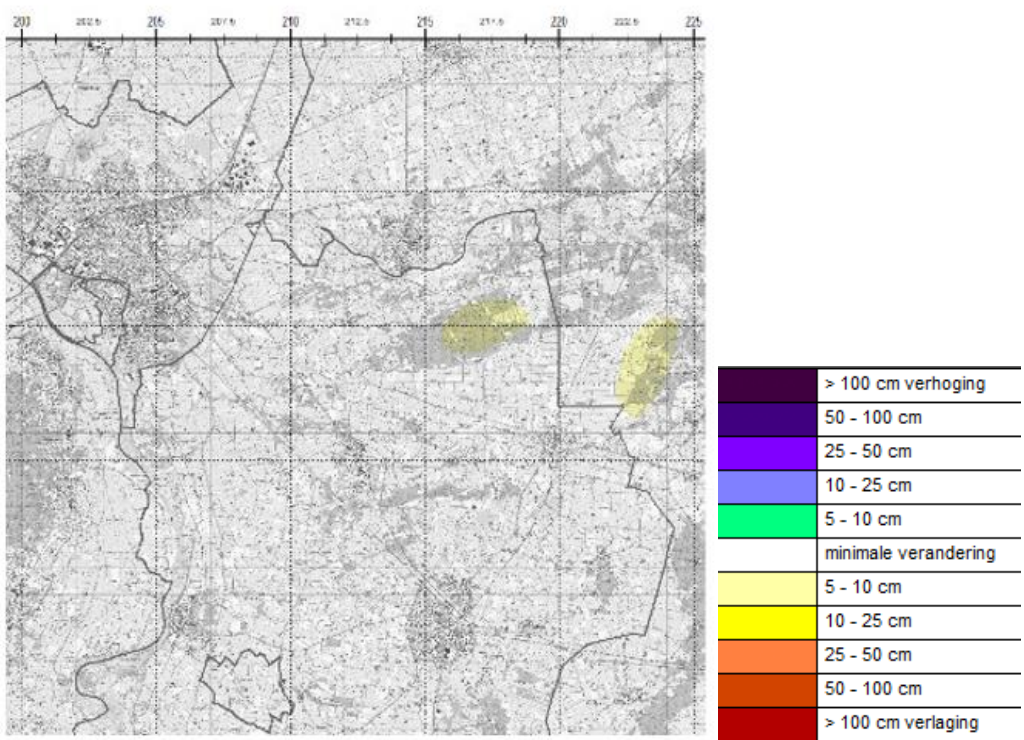 200 202.5 205 207.5 210 212.5 215 217.5 220 222.5 225
> 100 cm verhoging
50 - 100 cm
25 - 50 cm
10 - 25 cm
5 - 10 cm
minimale verandering
5 - 10 cm
10 - 25 cm
25 - 50 cm
50 - 100 cm
> 100 cm verlaging